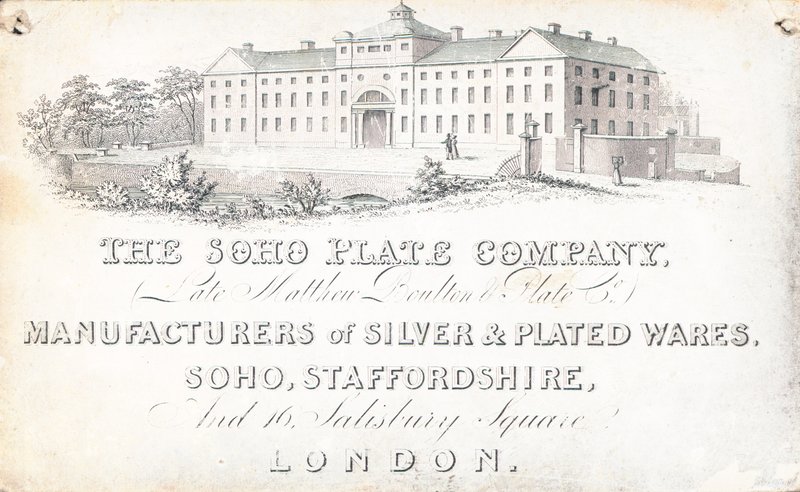 THE SOHO PLATE COMPANY,
(Late Matthew Boulton & Plate Co.)
MANUFACTURERS of SILVER & PLATED WARES,
SOHO, STAFFORDSHIRE,
And 16, Salisbury Square,
LONDON.